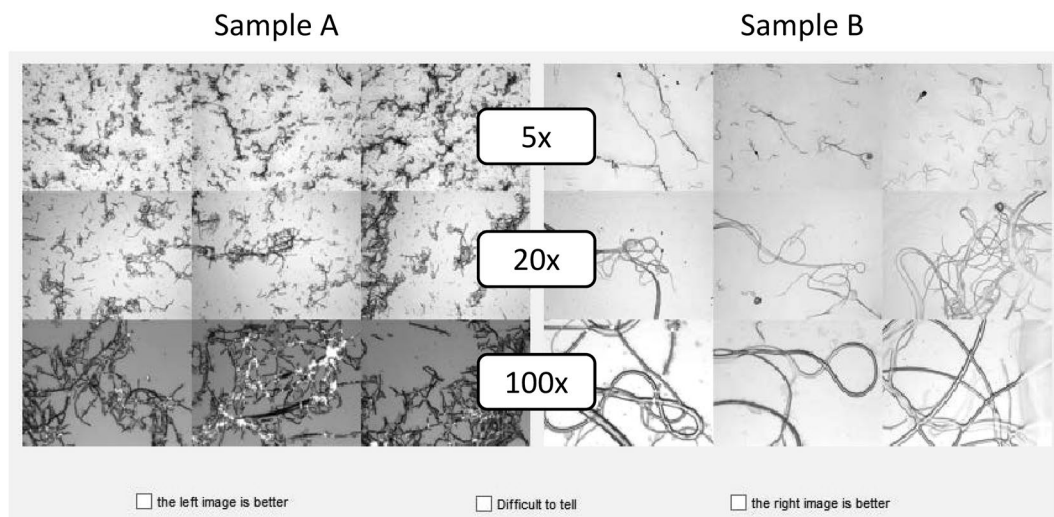 Sample A
Sample B
5x
20x
100x
the left image is better
Difficult to tell
the right image is better